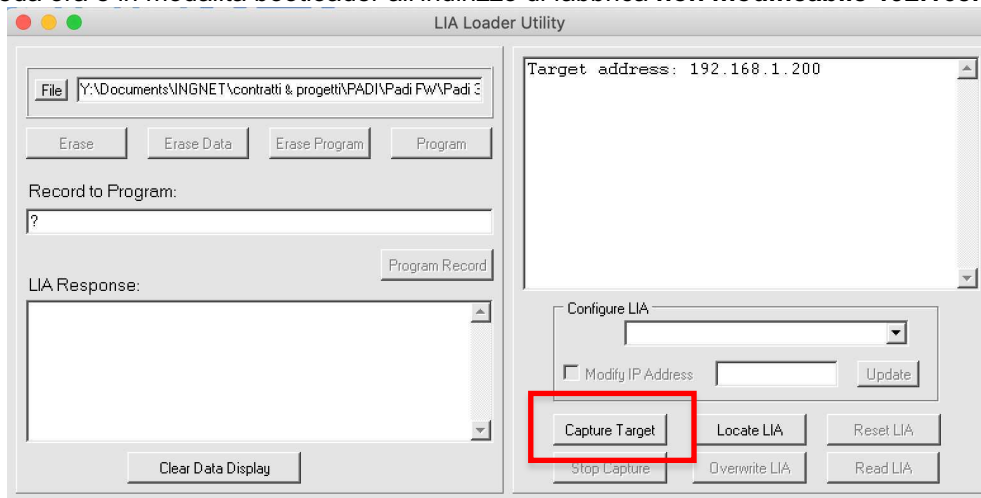 LIA Loader Utility
File Y:\Documents\INGNET\contratti & progetti\PADI\Padi FW\Padi 3
Erase Erase Data Erase Program Program
Record to Program:
?
Program Record
LIA Response:
Clear Data Display
Target address: 192.168.1.200
Configure LIA
Modify IP Address Update
Capture Target Locate LIA Reset LIA
Stop Capture Overwrite LIA Read LIA